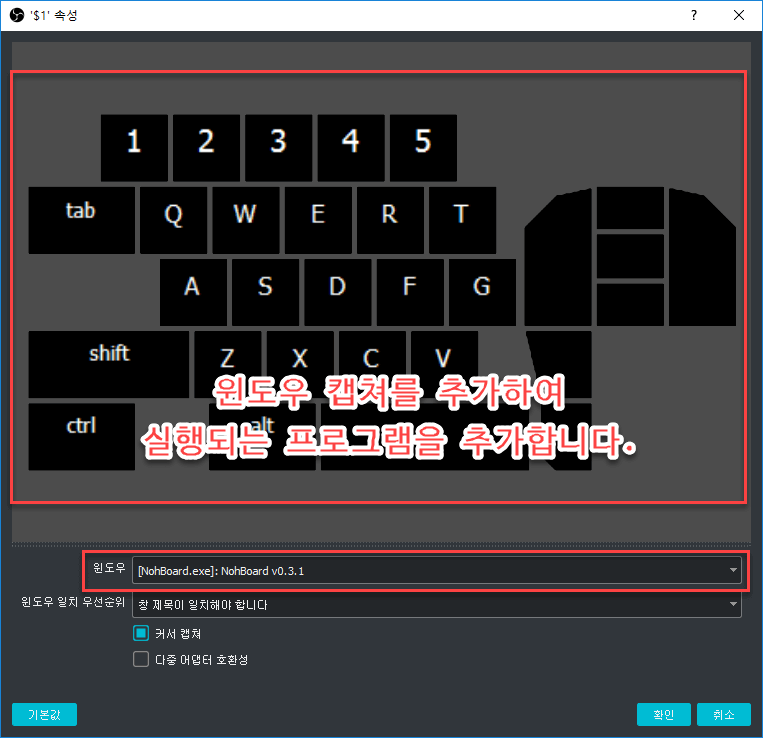 '$1' 속성
1 2 3 4 5
tab Q W E R T
A S D F G
shift Z X C V
윈도우 캡쳐를 추가하여
ctrl alt
실행되는 프로그램을 추가합니다.
윈도우 [NohBoard.exe]: NohBoard v0.3.1
윈도우 일치 우선순위 창 제목이 일치해야 합니다
커서 캡쳐
다중 어댑터 호환성
기본값 확인 취소